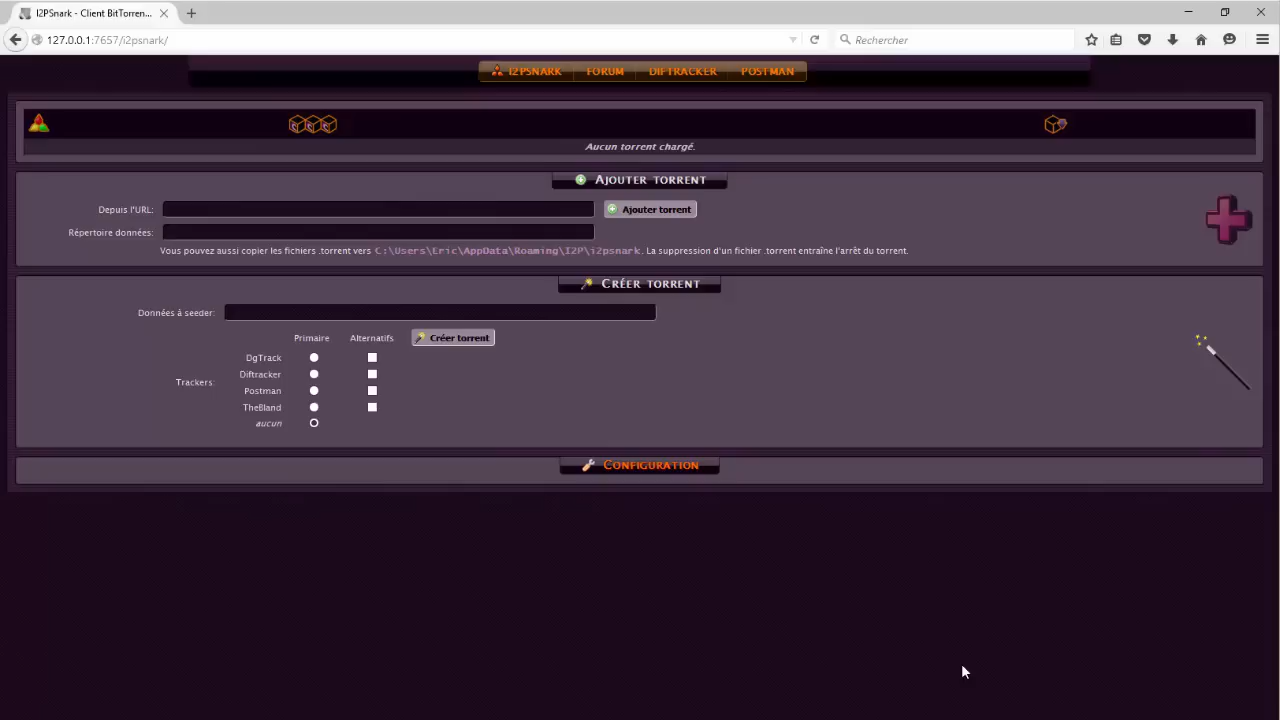 I2PSnark - Client BitTorren...
127.0.0.1:7657/i2psnark/
Rechercher
I2PSNARK FORUM DIFTRACKER POSTMAN
Aucun torrent chargé.
AJOUTER TORRENT
Depuis l'URL: Ajouter torrent
Répertoire données:
Vous pouvez aussi copier les fichiers .torrent vers C:\Users\Eric\AppData\Roaming\I2P\i2psnark. La suppression d'un fichier .torrent entraîne l'arrêt du torrent.
CRÉER TORRENT
Données à seeder:
Primaire Alternatifs Créer torrent
DgTrack
Diftracker
Trackers:
Postman
TheBland
aucun
CONFIGURATION